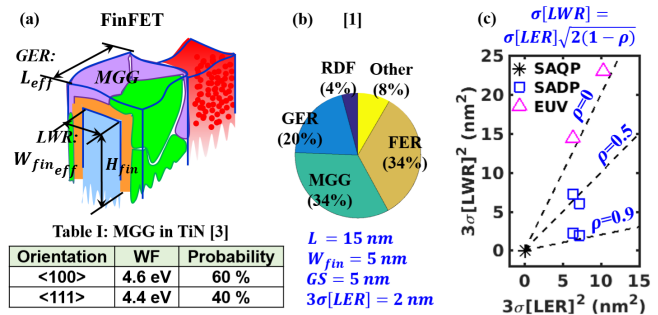 (a)
FinFET
GER:
L_eff
MGG
LWR:
W_fin_eff
H_fin
Table I: MGG in TiN [3]
Orientation WF Probability
<100> 4.6 eV 60 %
<111> 4.4 eV 40 %
(b)
[1]
RDF
(4%)
Other
(8%)
GER
(20%)
FER
(34%)
MGG
(34%)
L = 15 nm
W_fin = 5 nm
GS = 5 nm
3σ[LER] = 2 nm
(c)
σ[LWR] =
σ[LER]√2(1 − ρ)
25
20
15
10
5
0
3σ[LWR]² (nm²)
SAQP
SADP
EUV
ρ=0
ρ=0.5
ρ=0.9
0 5 10 15
3σ[LER]² (nm²)